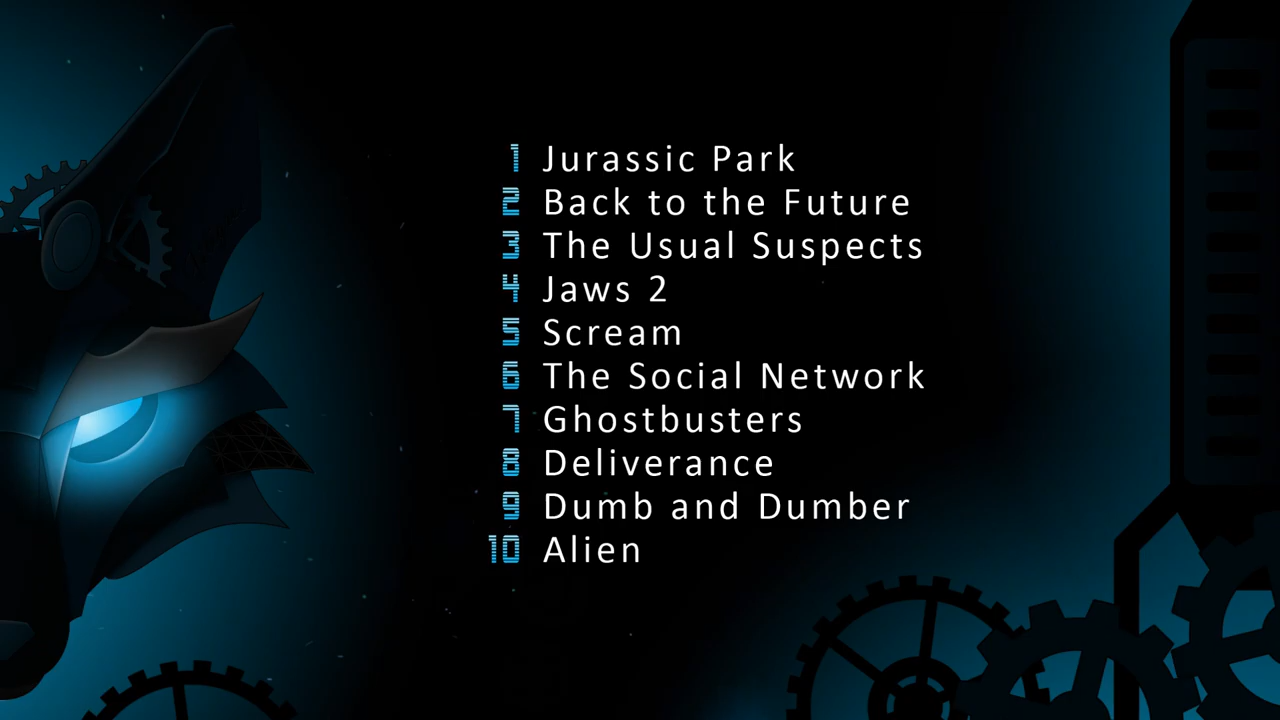 1 Jurassic Park
2 Back to the Future
3 The Usual Suspects
4 Jaws 2
5 Scream
6 The Social Network
7 Ghostbusters
8 Deliverance
9 Dumb and Dumber
10 Alien